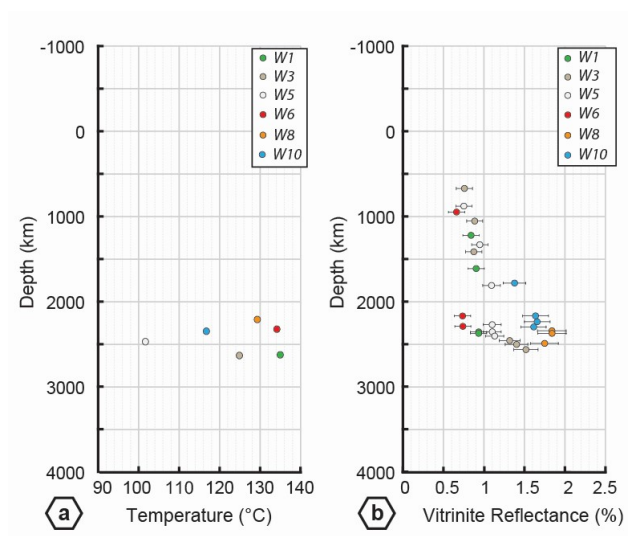 -1000
0
1000
2000
3000
4000
Depth (km)
90 100 110 120 130 140
Temperature (°C)
W1
W3
W5
W6
W8
W10
a
-1000
0
1000
2000
3000
4000
Depth (km)
0 0.5 1 1.5 2 2.5
Vitrinite Reflectance (%)
W1
W3
W5
W6
W8
W10
b